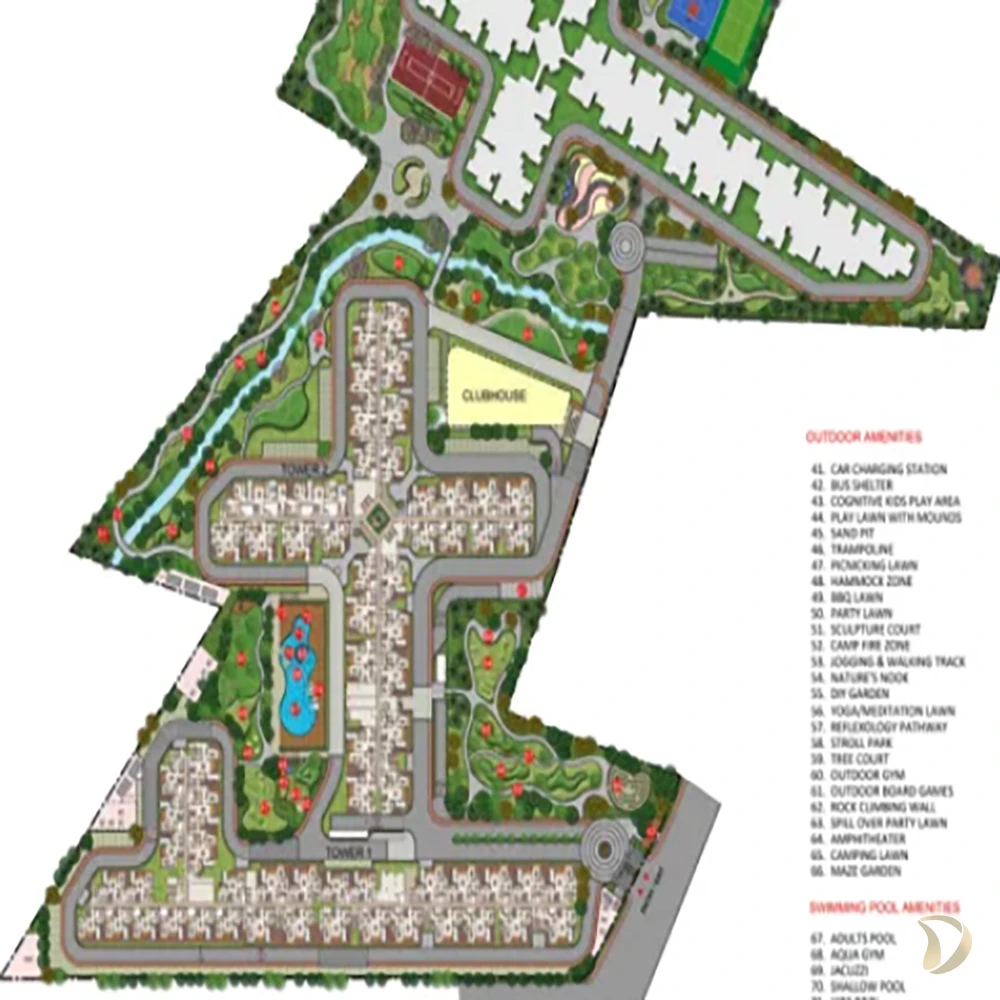 CLUBHOUSE
TOWER 2
TOWER 1
OUTDOOR AMENITIES
41. CAR CHARGING STATION
42. BUS SHELTER
43. COGNITIVE KIDS PLAY AREA
44. PLAY LAWN WITH MOUNDS
45. SAND PIT
46. TRAMPOLINE
47. PICNICKING LAWN
48. HAMMOCK ZONE
49. BBQ LAWN
50. PARTY LAWN
51. SCULPTURE COURT
52. CAMP FIRE ZONE
53. JOGGING & WALKING TRACK
54. NATURE'S NOOK
55. DIY GARDEN
56. YOGA/MEDITATION LAWN
57. REFLEXOLOGY PATHWAY
58. STROLL PARK
59. TREE COURT
60. OUTDOOR GYM
61. OUTDOOR BOARD GAMES
62. ROCK CLIMBING WALL
63. SPILL OVER PARTY LAWN
64. AMPHITHEATER
65. CAMPING LAWN
66. MAZE GARDEN
SWIMMING POOL AMENITIES
67. ADULTS POOL
68. AQUA GYM
69. JACUZZI
70. SHALLOW POOL